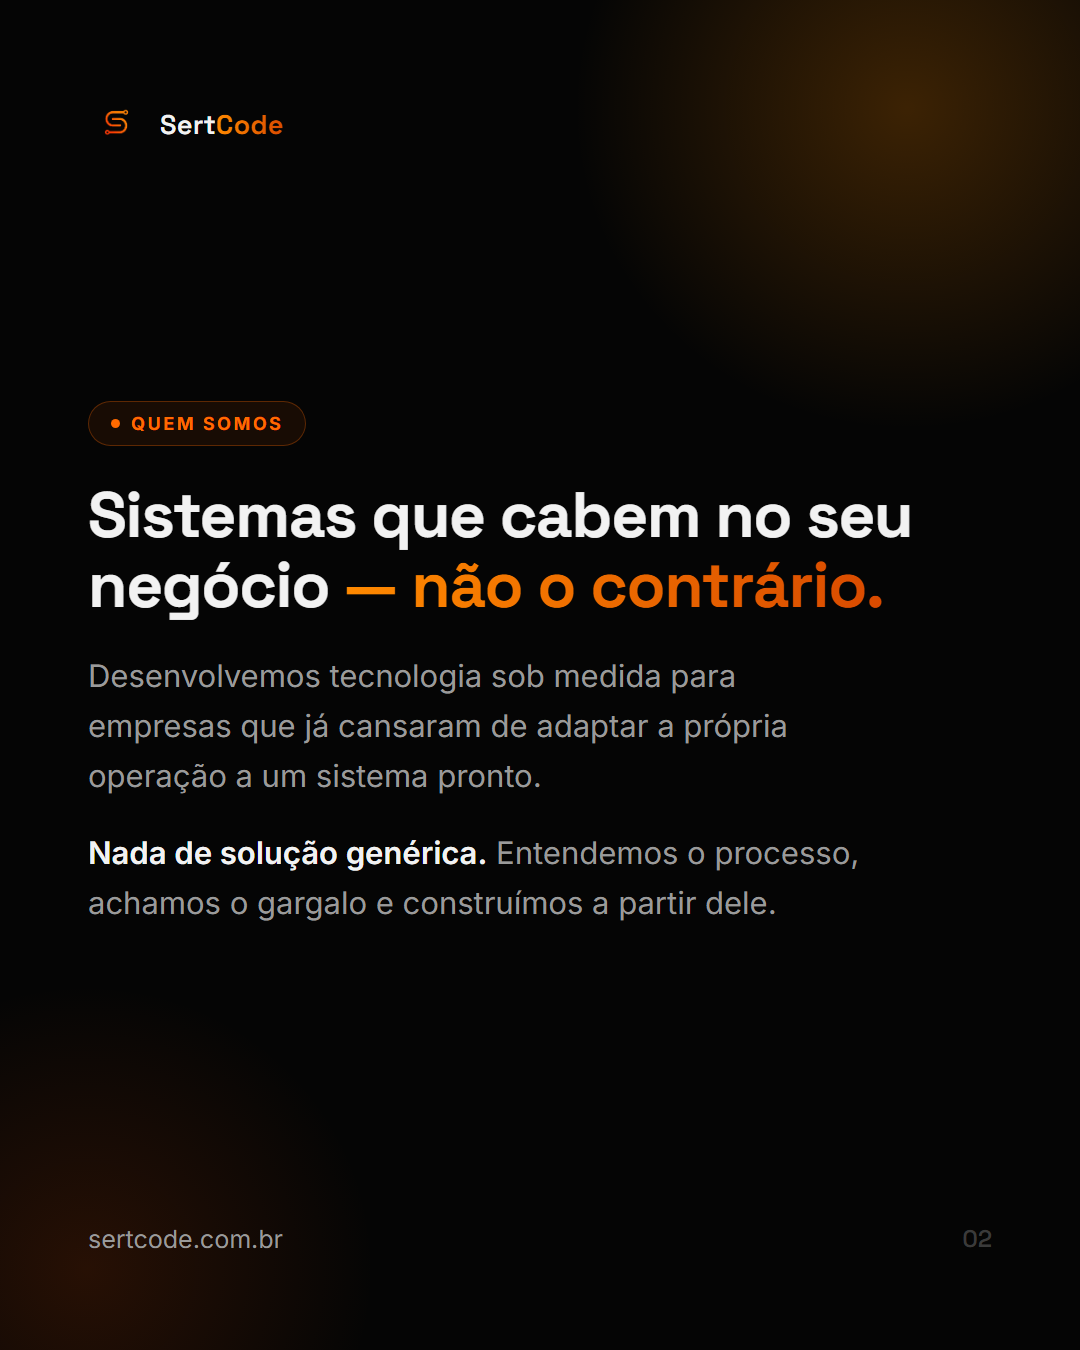 SertCode
QUEM SOMOS
Sistemas que cabem no seu
negócio — não o contrário.
Desenvolvemos tecnologia sob medida para
empresas que já cansaram de adaptar a própria
operação a um sistema pronto.
Nada de solução genérica. Entendemos o processo,
achamos o gargalo e construímos a partir dele.
sertcode.com.br
02